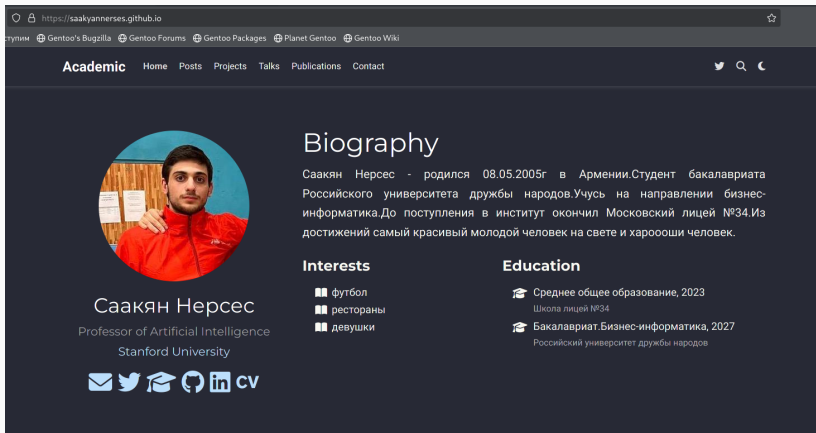 https://saakyannerses.github.io
ступим Gentoo's Bugzilla Gentoo Forums Gentoo Packages Planet Gentoo Gentoo Wiki
Academic Home Posts Projects Talks Publications Contact
Biography
Саакян Нерсес - родился 08.05.2005г в Армении.Студент бакалавриата
Российского университета дружбы народов.Учусь на направлении бизнес-
информатика.До поступления в институт окончил Московский лицей №34.Из
достижений самый красивый молодой человек на свете и харооошй человек.
Interests
футбол
рестораны
девушки
Education
Среднее общее образование, 2023
Школа лицей №34
Бакалавриат.Бизнес-информатика, 2027
Российский университет дружбы народов
Саакян Нерсес
Professor of Artificial Intelligence
Stanford University
CV